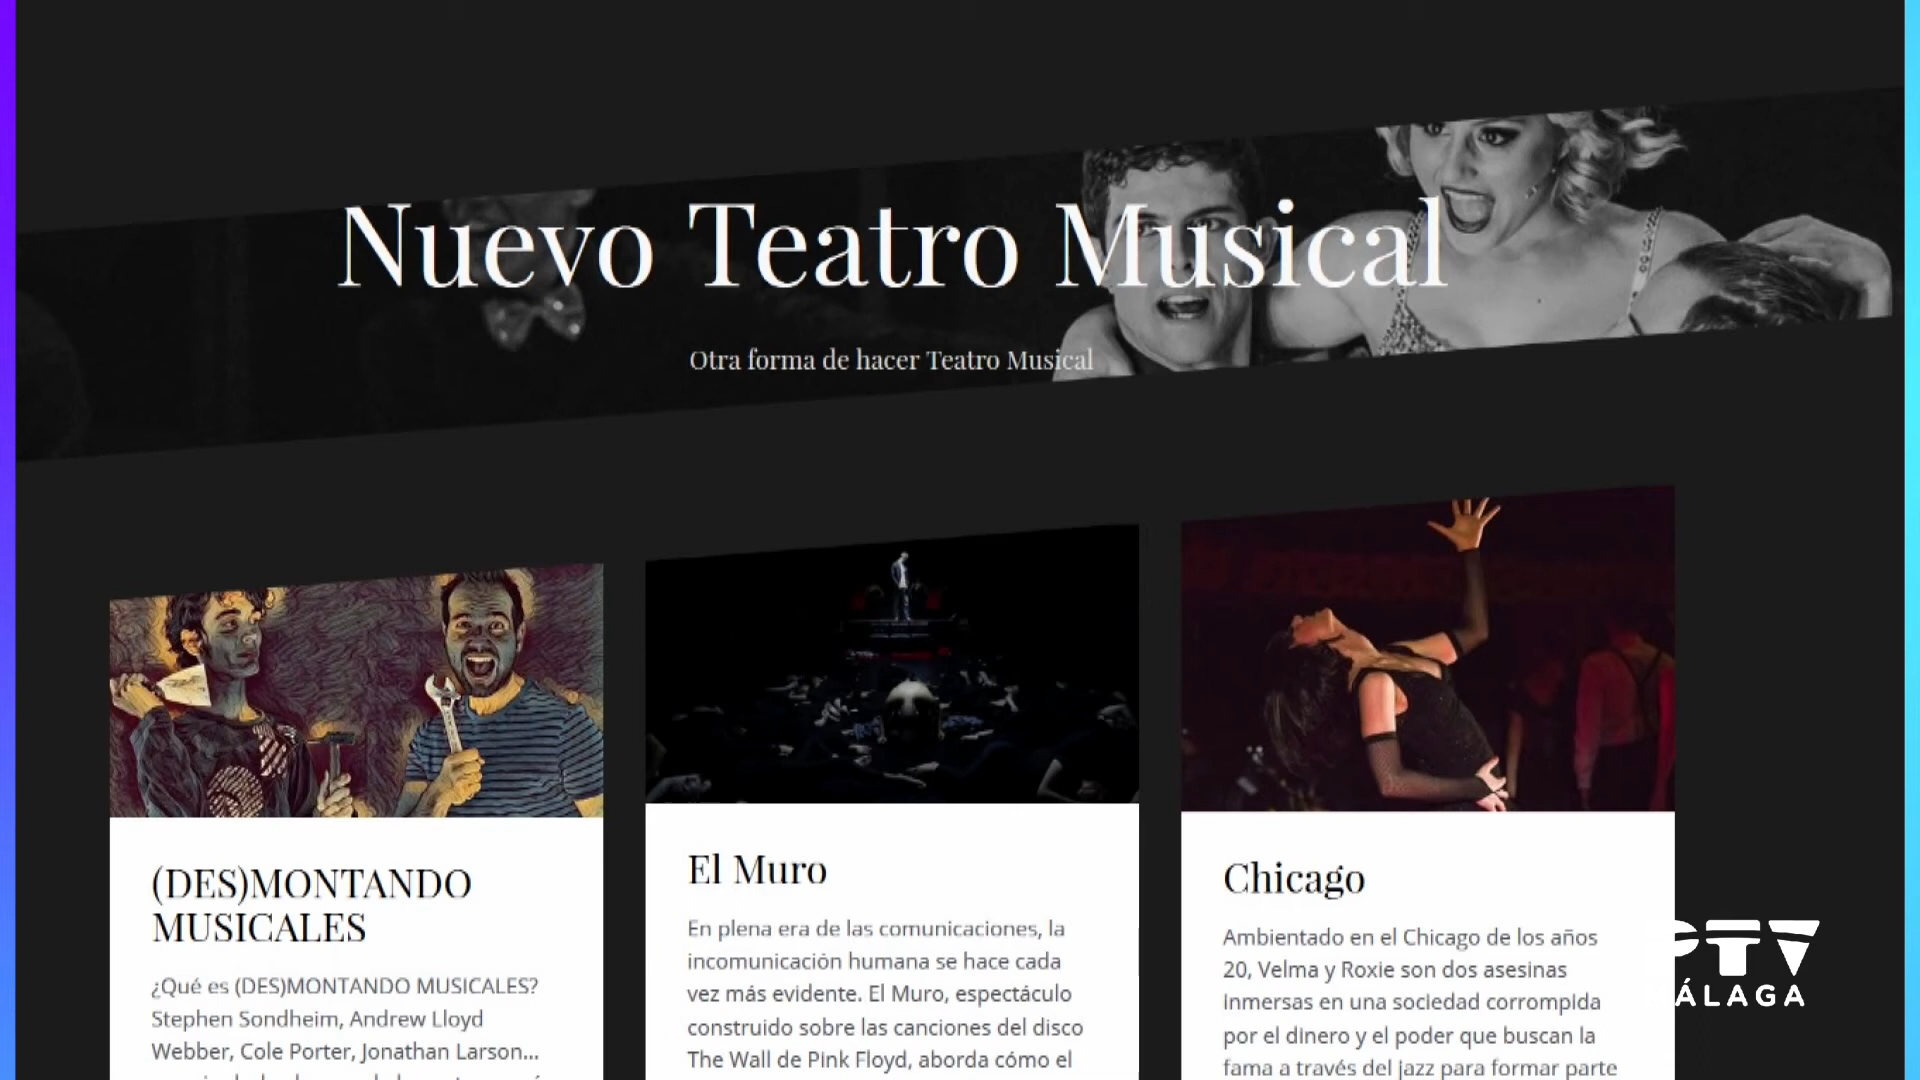 Nuevo Teatro Musical
Otra forma de hacer Teatro Musical
(DES)MONTANDO
MUSICALES
¿Qué es (DES)MONTANDO MUSICALES?
Stephen Sondheim, Andrew Lloyd
Webber, Cole Porter, Jonathan Larson...
El Muro
En plena era de las comunicaciones, la
incomunicación humana se hace cada
vez más evidente. El Muro, espectáculo
construido sobre las canciones del disco
The Wall de Pink Floyd, aborda cómo el
Chicago
Ambientado en el Chicago de los años
20, Velma y Roxie son dos asesinas
inmersas en una sociedad corrompida
por el dinero y el poder que buscan la
fama a través del jazz para formar parte
PTV
MÁLAGA